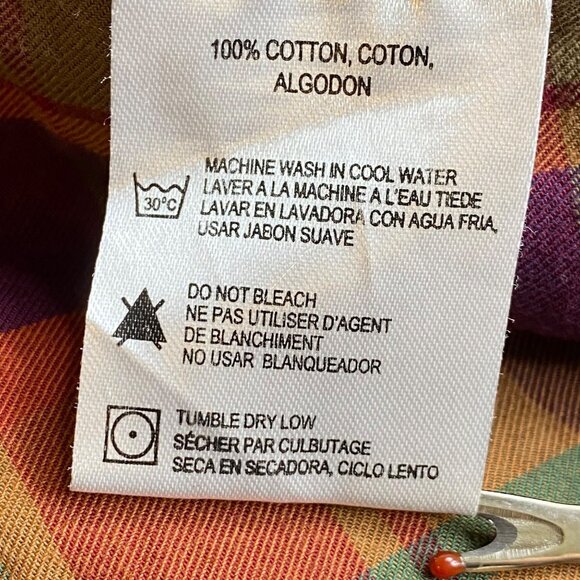 100% COTTON, COTON,
ALGODON
MACHINE WASH IN COOL WATER
LAVER A LA MACHINE A L'EAU TIEDE
LAVAR EN LAVADORA CON AGUA FRIA,
USAR JABON SUAVE
30°C
DO NOT BLEACH
NE PAS UTILISER D'AGENT
DE BLANCHIMENT
NO USAR BLANQUEADOR
TUMBLE DRY LOW
SÉCHER PAR CULBUTAGE
SECA EN SECADORA, CICLO LENTO